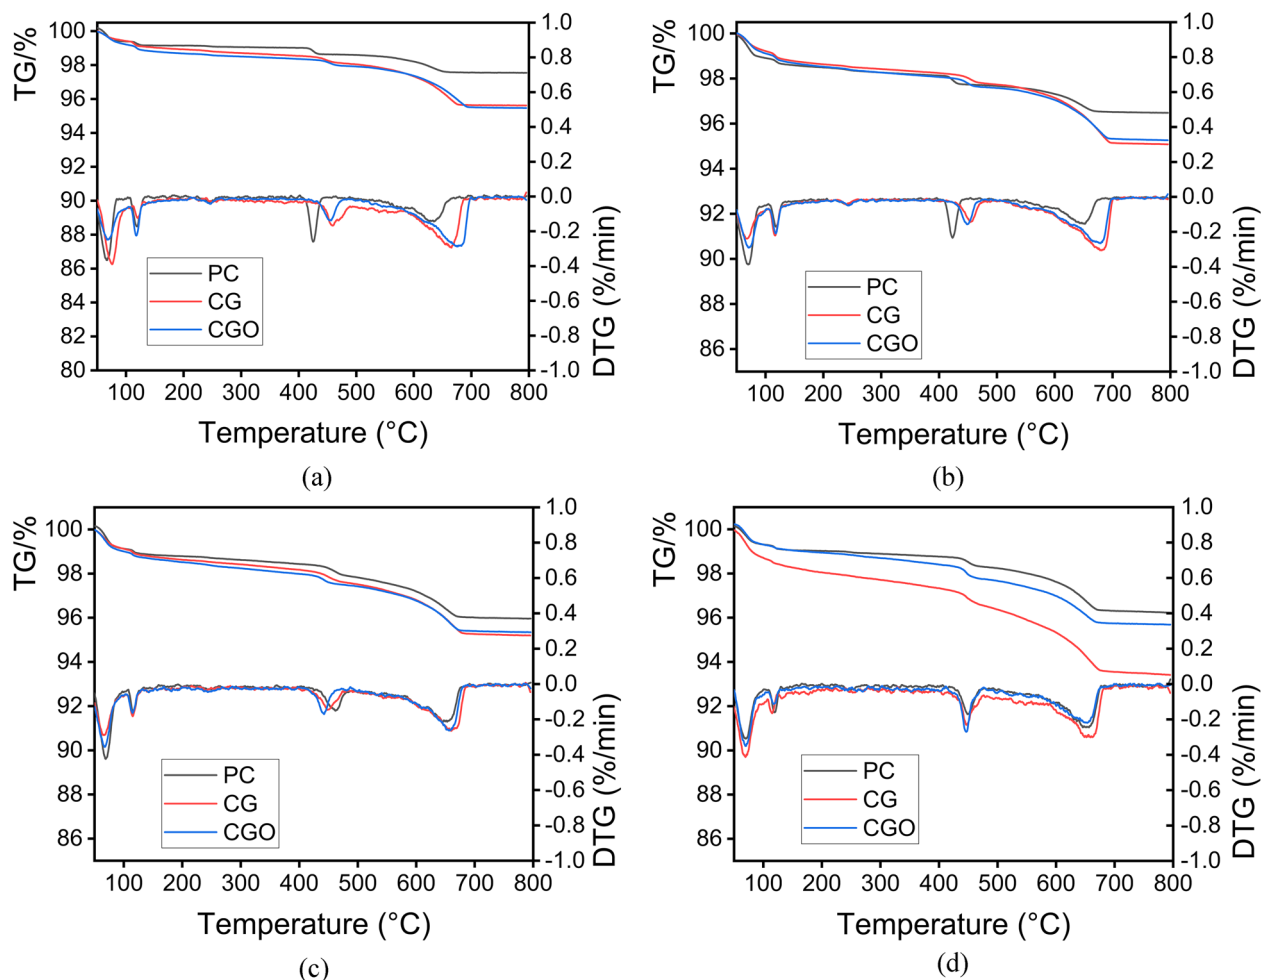 TG/%
100
98
96
94
92
90
88
86
84
82
80
1.0
0.8
0.6
0.4
0.2
0.0
-0.2
-0.4
-0.6
-0.8
-1.0
DTG (%/min)
PC
CG
CGO
100 200 300 400 500 600 700 800
Temperature (°C)
(a)
TG/%
100
98
96
94
92
90
88
86
1.0
0.8
0.6
0.4
0.2
0.0
-0.2
-0.4
-0.6
-0.8
-1.0
DTG (%/min)
PC
CG
CGO
100 200 300 400 500 600 700 800
Temperature (°C)
(b)
TG/%
100
98
96
94
92
90
88
86
1.0
0.8
0.6
0.4
0.2
0.0
-0.2
-0.4
-0.6
-0.8
-1.0
DTG (%/min)
PC
CG
CGO
100 200 300 400 500 600 700 800
Temperature (°C)
(c)
TG/%
100
98
96
94
92
90
88
86
1.0
0.8
0.6
0.4
0.2
0.0
-0.2
-0.4
-0.6
-0.8
-1.0
DTG (%/min)
PC
CG
CGO
100 200 300 400 500 600 700 800
Temperature (°C)
(d)